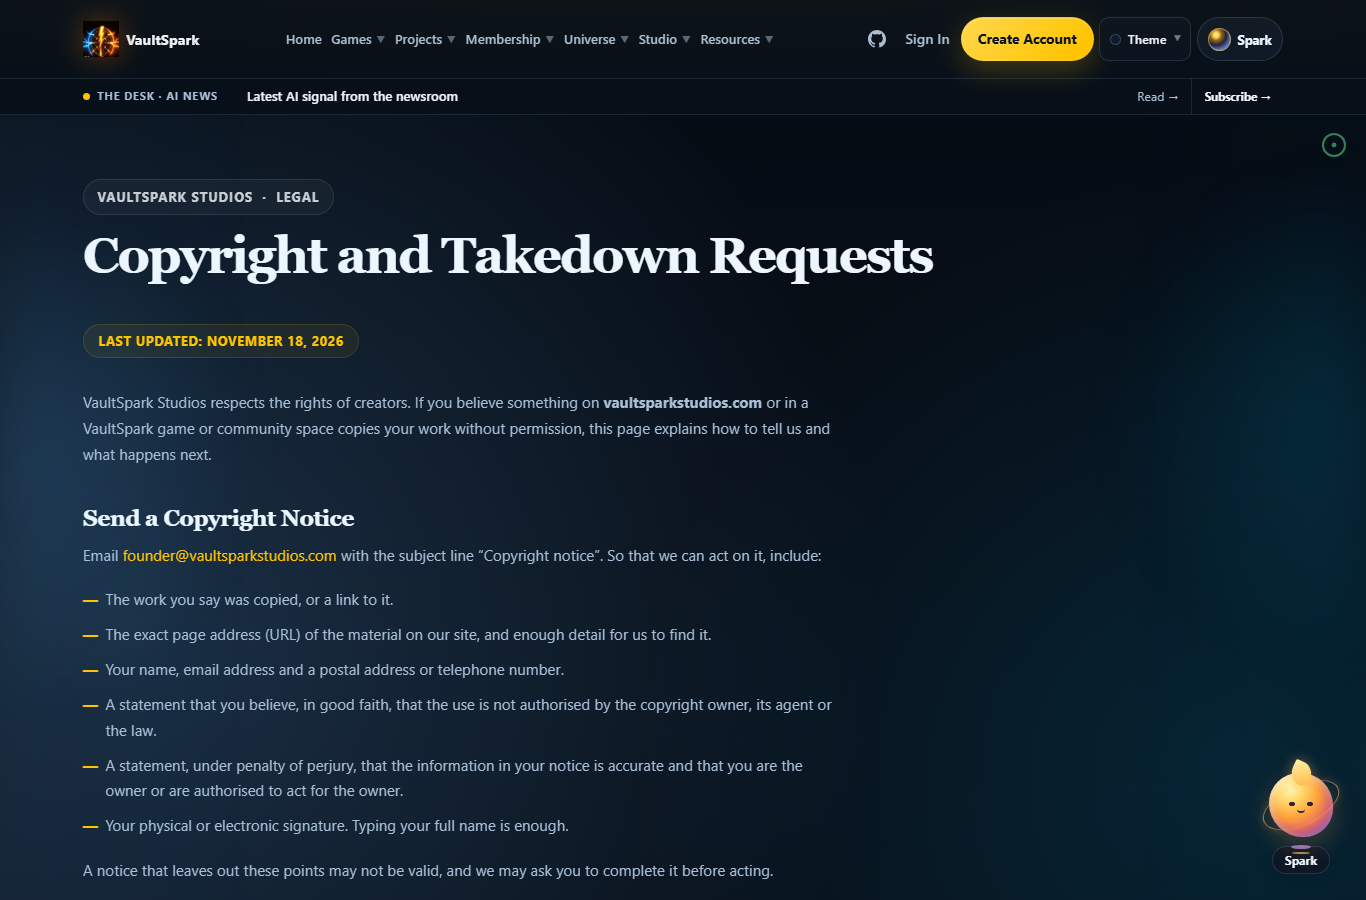 VaultSpark
Home Games Projects Membership Universe Studio Resources
Sign In
Create Account
Theme
Spark
THE DESK · AI NEWS
Latest AI signal from the newsroom
Read →
Subscribe →
VAULTSPARK STUDIOS · LEGAL
Copyright and Takedown Requests
LAST UPDATED: NOVEMBER 18, 2026
VaultSpark Studios respects the rights of creators. If you believe something on vaultsparkstudios.com or in a
VaultSpark game or community space copies your work without permission, this page explains how to tell us and
what happens next.
Send a Copyright Notice
Email founder@vaultsparkstudios.com with the subject line “Copyright notice”. So that we can act on it, include:
— The work you say was copied, or a link to it.
— The exact page address (URL) of the material on our site, and enough detail for us to find it.
— Your name, email address and a postal address or telephone number.
— A statement that you believe, in good faith, that the use is not authorised by the copyright owner, its agent or
the law.
— A statement, under penalty of perjury, that the information in your notice is accurate and that you are the
owner or are authorised to act for the owner.
— Your physical or electronic signature. Typing your full name is enough.
A notice that leaves out these points may not be valid, and we may ask you to complete it before acting.
Spark